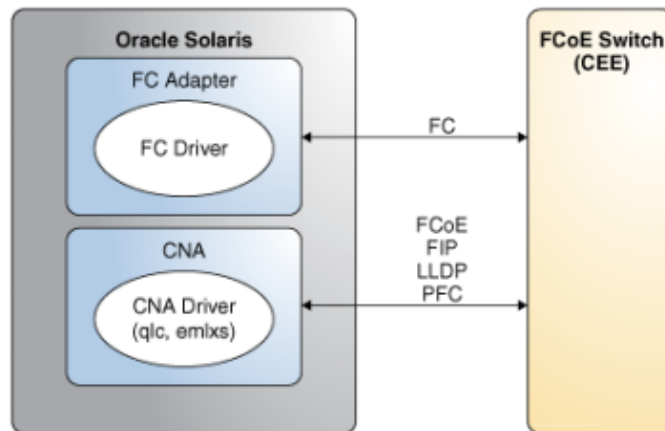 Oracle Solaris
FC Adapter
FC Driver
CNA
CNA Driver
(qlc, emlxs)
FC
FCoE
FIP
LLDP
PFC
FCoE Switch
(CEE)